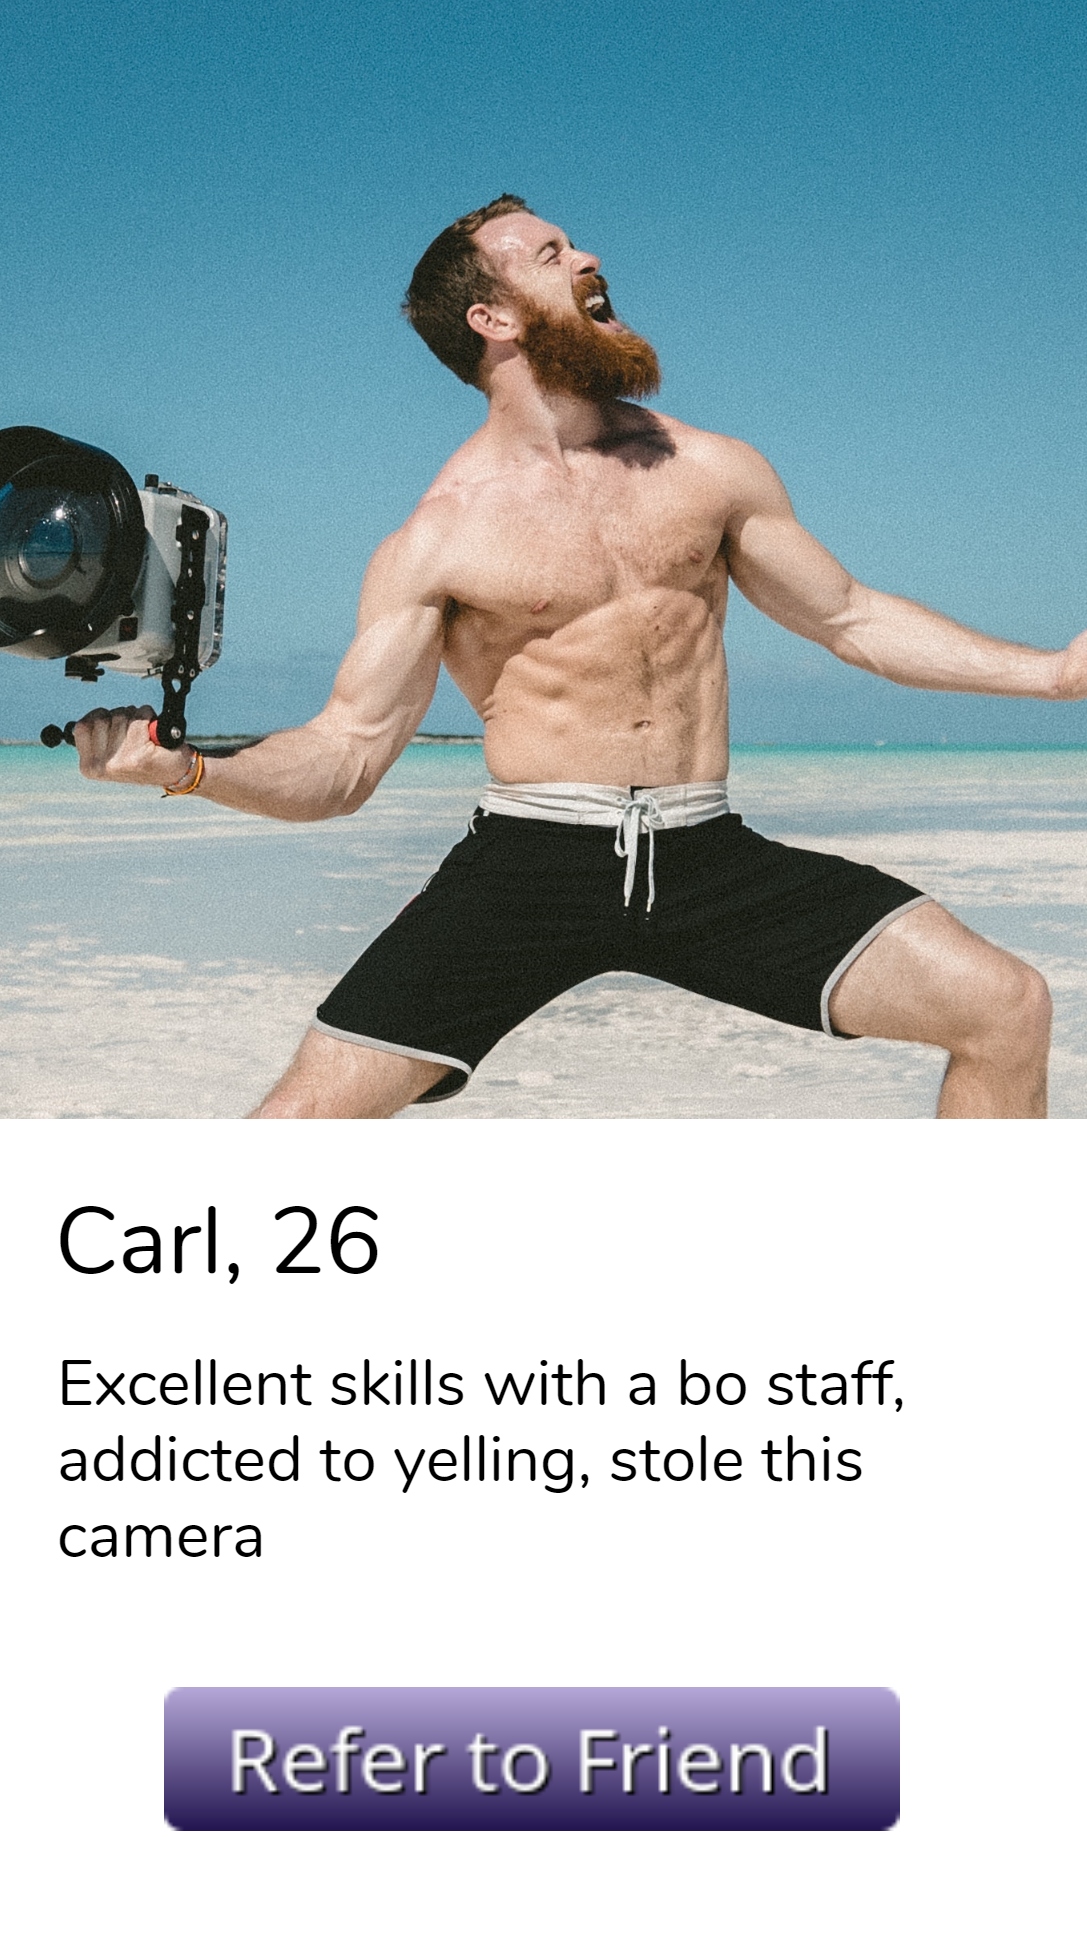 Carl, 26
Excellent skills with a bo staff,
addicted to yelling, stole this
camera
Refer to Friend